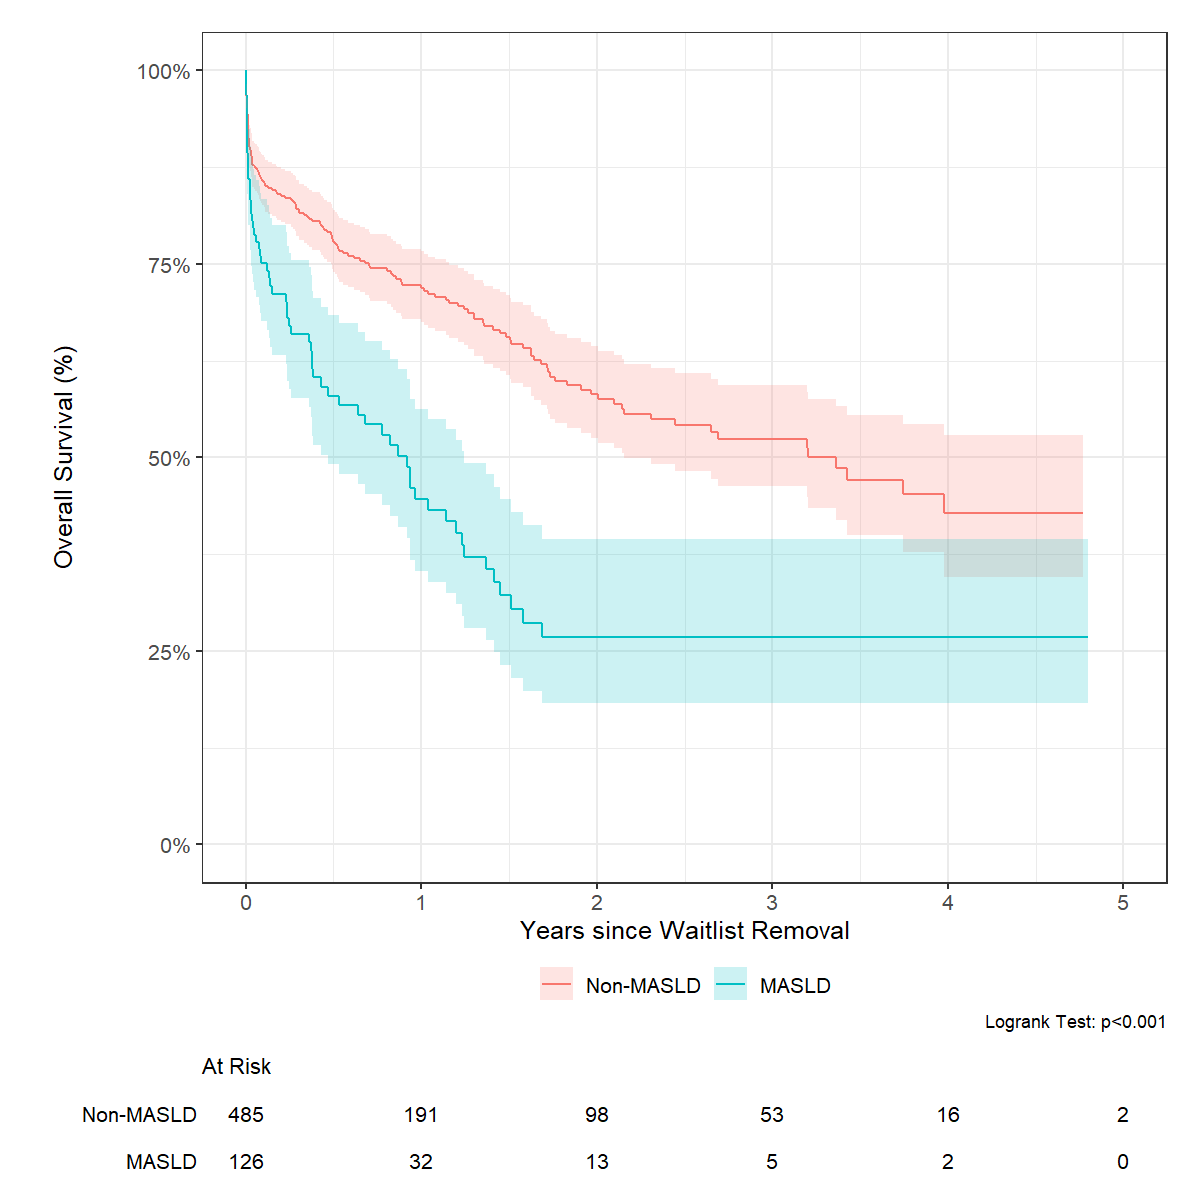 100%
75%
50%
25%
0%
Overall Survival (%)
0 1 2 3 4 5
Years since Waitlist Removal
Non-MASLD MASLD
Logrank Test: p<0.001
At Risk
Non-MASLD 485 191 98 53 16 2
MASLD 126 32 13 5 2 0